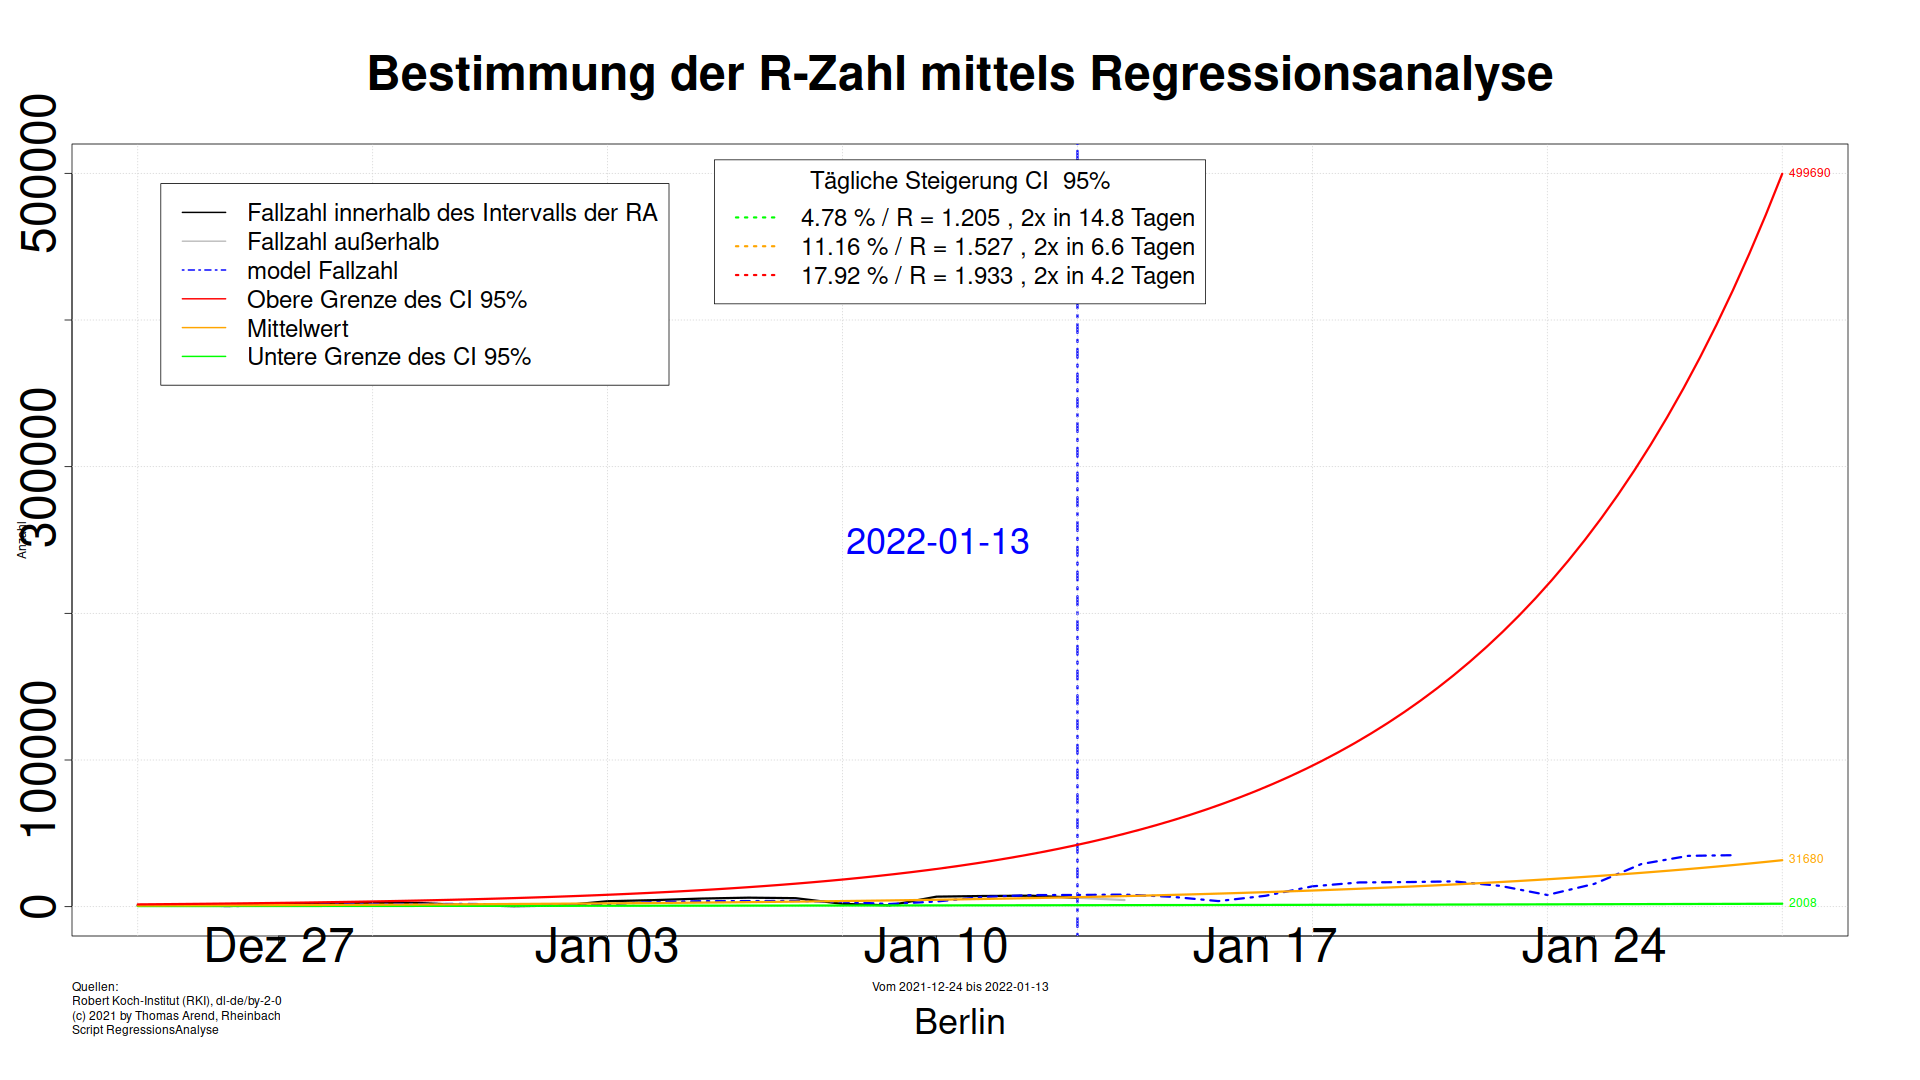 Bestimmung der R-Zahl mittels Regressionsanalyse
Fallzahl innerhalb des Intervalls der RA
Fallzahl außerhalb
model Fallzahl
Obere Grenze des CI 95%
Mittelwert
Untere Grenze des CI 95%
Tägliche Steigerung CI 95%
4.78 % / R = 1.205 , 2x in 14.8 Tagen
11.16 % / R = 1.527 , 2x in 6.6 Tagen
17.92 % / R = 1.933 , 2x in 4.2 Tagen
499690
31680
2008
2022-01-13
Anzahl
500000
300000
100000
0
Dez 27
Jan 03
Jan 10
Jan 17
Jan 24
Quellen:
Robert Koch-Institut (RKI), dl-de/by-2-0
(c) 2021 by Thomas Arend, Rheinbach
Script RegressionsAnalyse
Vom 2021-12-24 bis 2022-01-13
Berlin